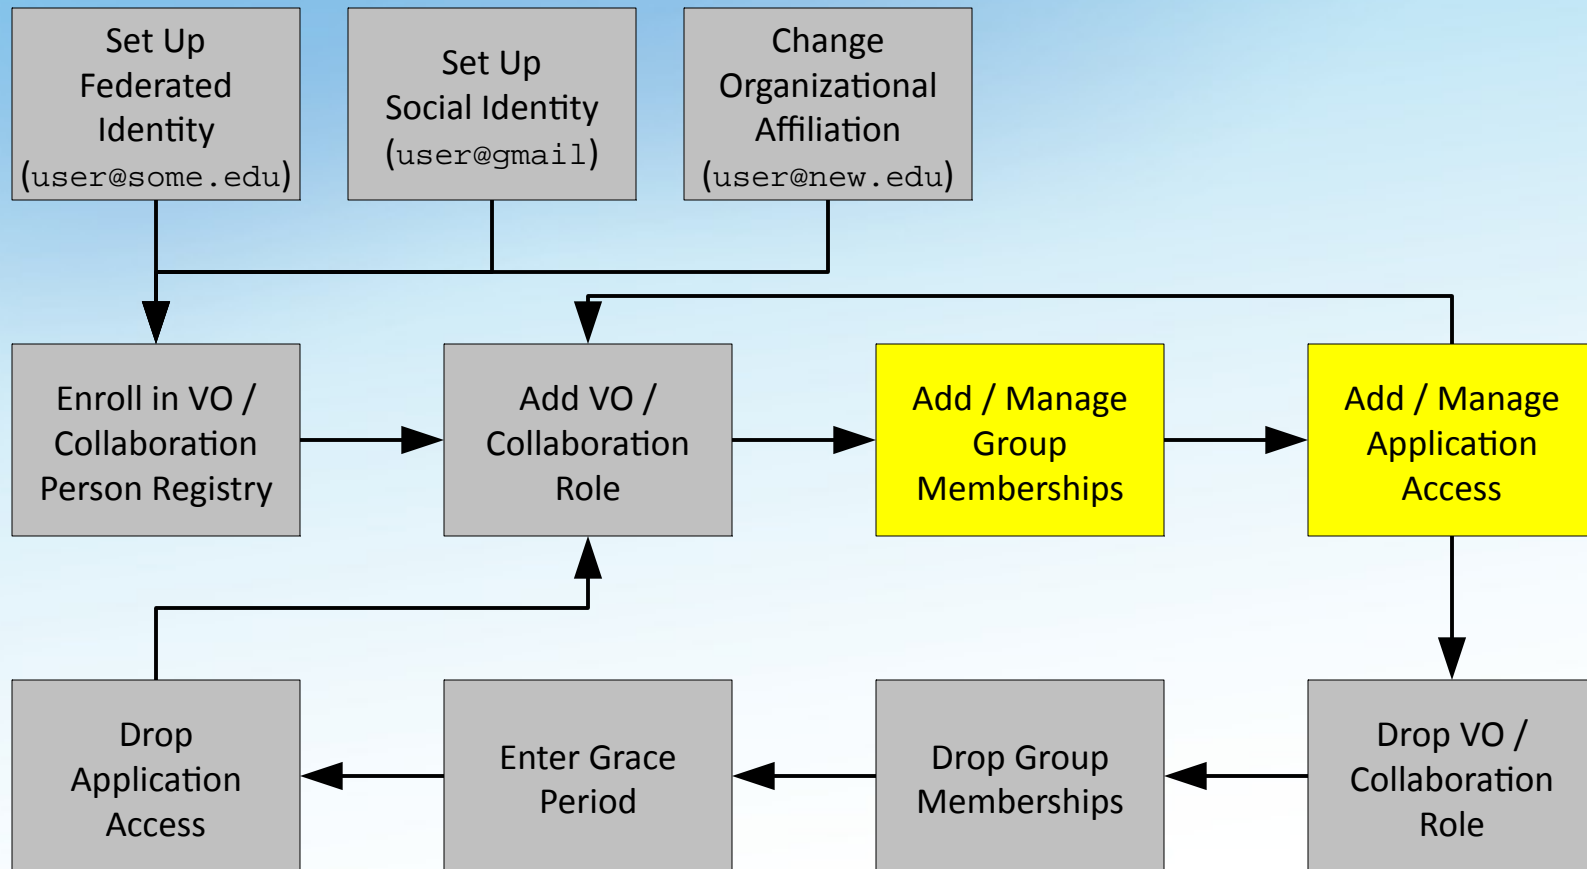 Set Up
Federated
Identity
(user@some.edu)
Set Up
Social Identity
(user@gmail)
Change
Organizational
Affiliation
(user@new.edu)
Enroll in VO /
Collaboration
Person Registry
Add VO /
Collaboration
Role
Add / Manage
Group
Memberships
Add / Manage
Application
Access
Drop
Application
Access
Enter Grace
Period
Drop Group
Memberships
Drop VO /
Collaboration
Role